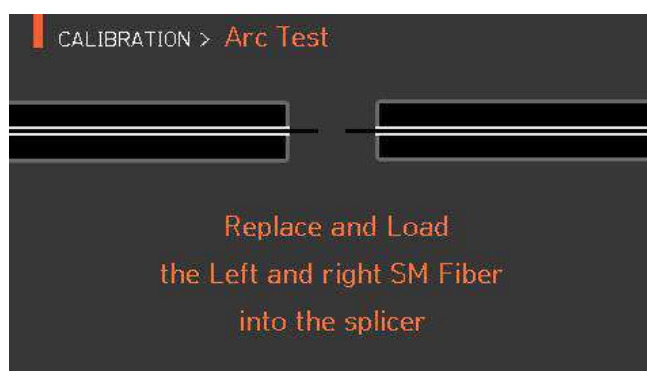 CALIBRATION > Arc Test
Replace and Load
the Left and right SM Fiber
into the splicer